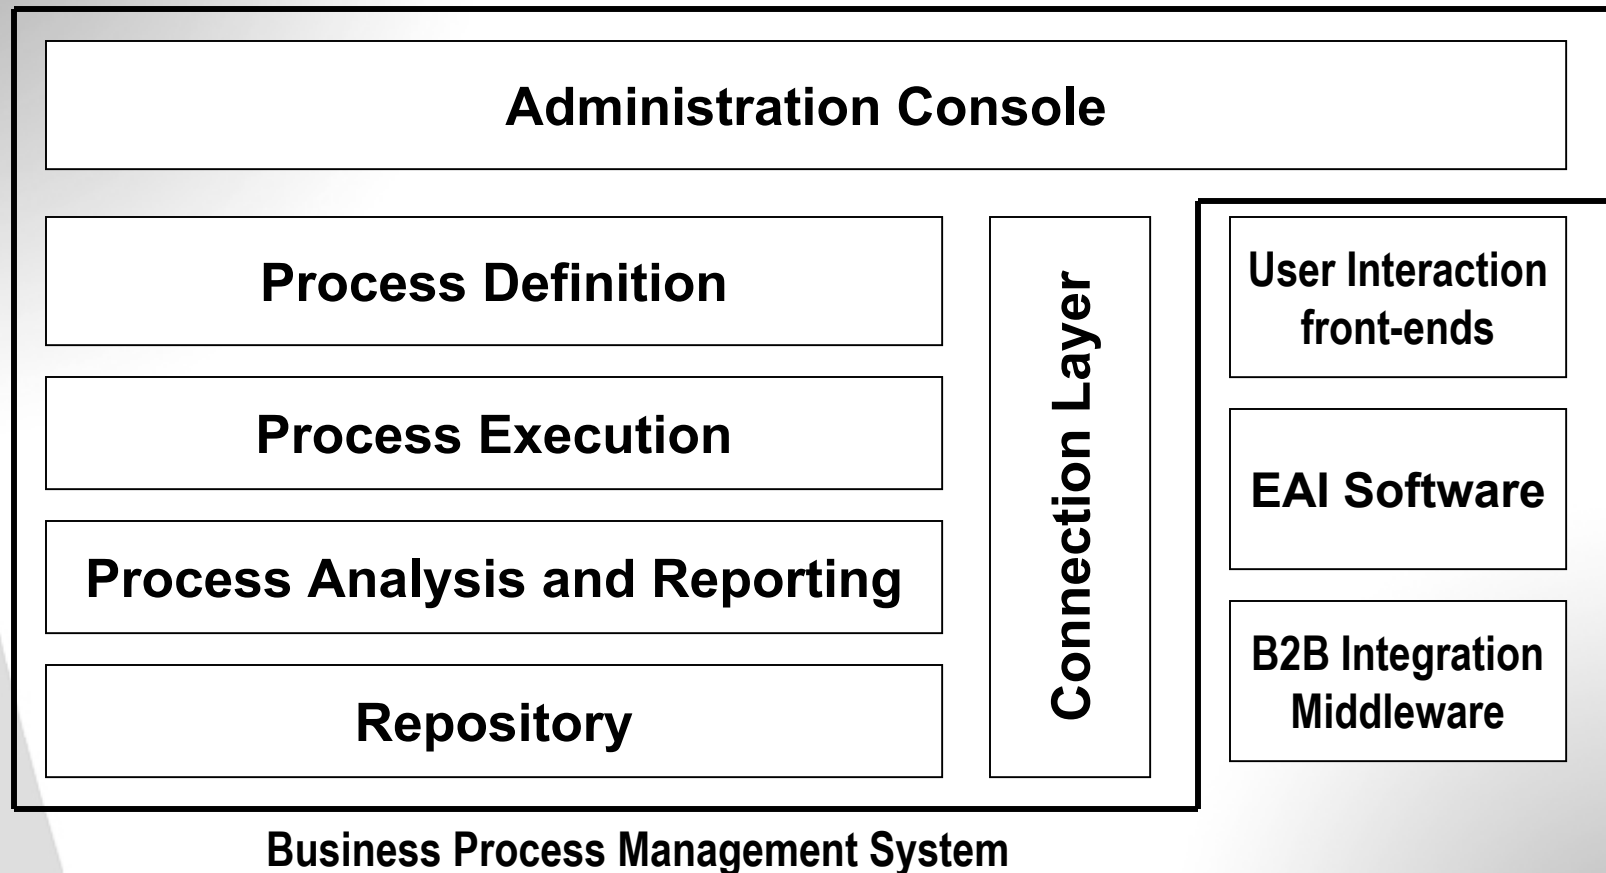 Administration Console
Process Definition
Process Execution
Process Analysis and Reporting
Repository
Connection Layer
User Interaction
front-ends
EAI Software
B2B Integration
Middleware
Business Process Management System